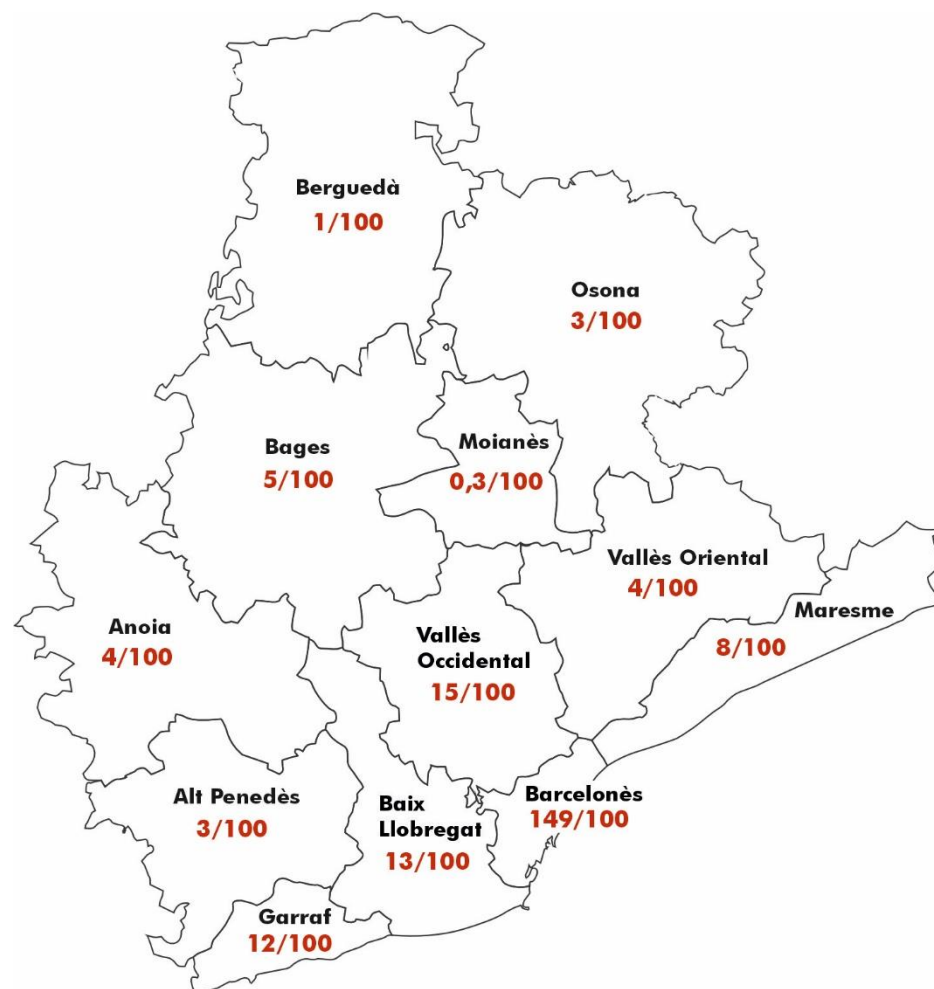 Berguedà
1/100
Osona
3/100
Bages
5/100
Moianès
0,3/100
Vallès Oriental
4/100
Maresme
8/100
Anoia
4/100
Vallès
Occidental
15/100
Alt Penedès
3/100
Baix
Llobregat
13/100
Barcelonès
149/100
Garraf
12/100